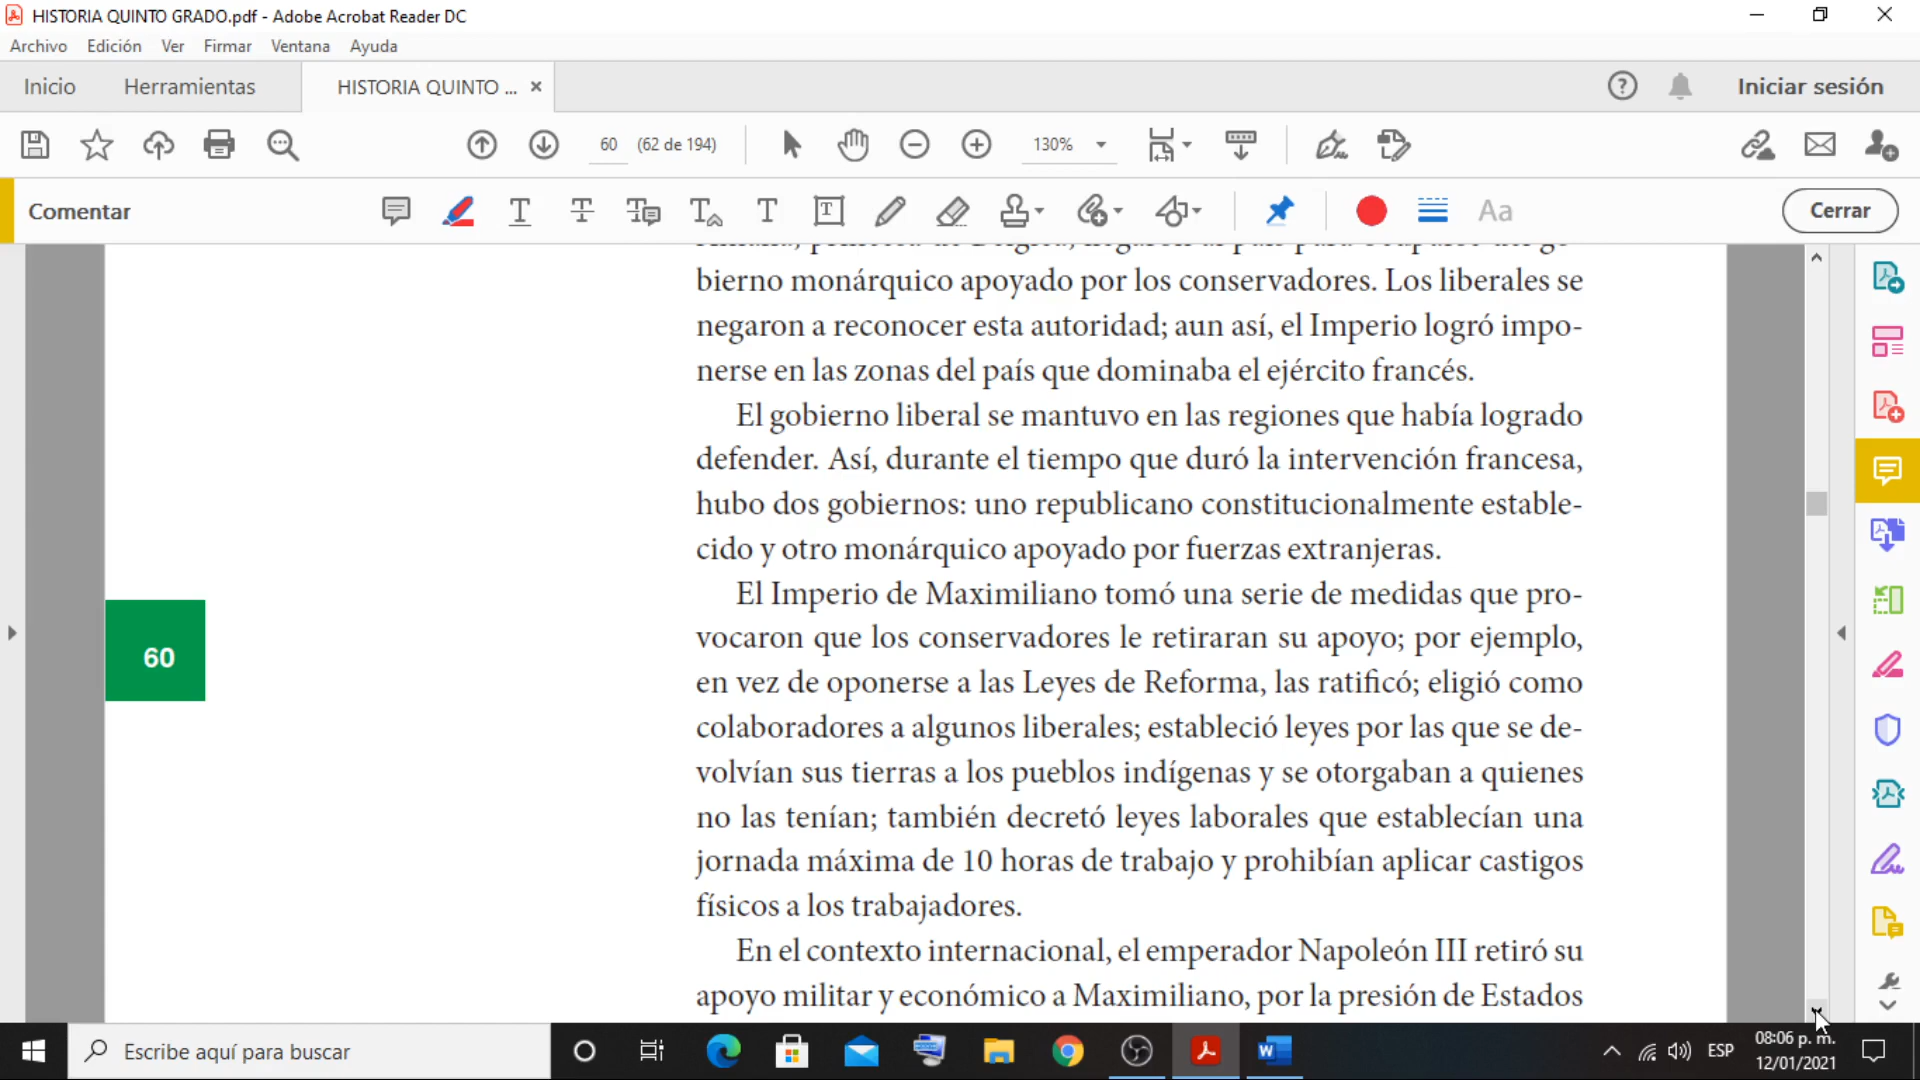 HISTORIA QUINTO GRADO.pdf - Adobe Acrobat Reader DC
Archivo Edición Ver Firmar Ventana Ayuda
Inicio Herramientas HISTORIA QUINTO ... × Iniciar sesión
60 (62 de 194) 130%
Comentar Aa Cerrar
bierno monárquico apoyado por los conservadores. Los liberales se
negaron a reconocer esta autoridad; aun así, el Imperio logró impo-
nerse en las zonas del país que dominaba el ejército francés.
El gobierno liberal se mantuvo en las regiones que había logrado
defender. Así, durante el tiempo que duró la intervención francesa,
hubo dos gobiernos: uno republicano constitucionalmente estable-
cido y otro monárquico apoyado por fuerzas extranjeras.
El Imperio de Maximiliano tomó una serie de medidas que pro-
vocaron que los conservadores le retiraran su apoyo; por ejemplo,
en vez de oponerse a las Leyes de Reforma, las ratificó; eligió como
colaboradores a algunos liberales; estableció leyes por las que se de-
volvían sus tierras a los pueblos indígenas y se otorgaban a quienes
no las tenían; también decretó leyes laborales que establecían una
jornada máxima de 10 horas de trabajo y prohibían aplicar castigos
físicos a los trabajadores.
En el contexto internacional, el emperador Napoleón III retiró su
apoyo militar y económico a Maximiliano, por la presión de Estados
60
Escribe aquí para buscar
ESP
08:06 p. m.
12/01/2021